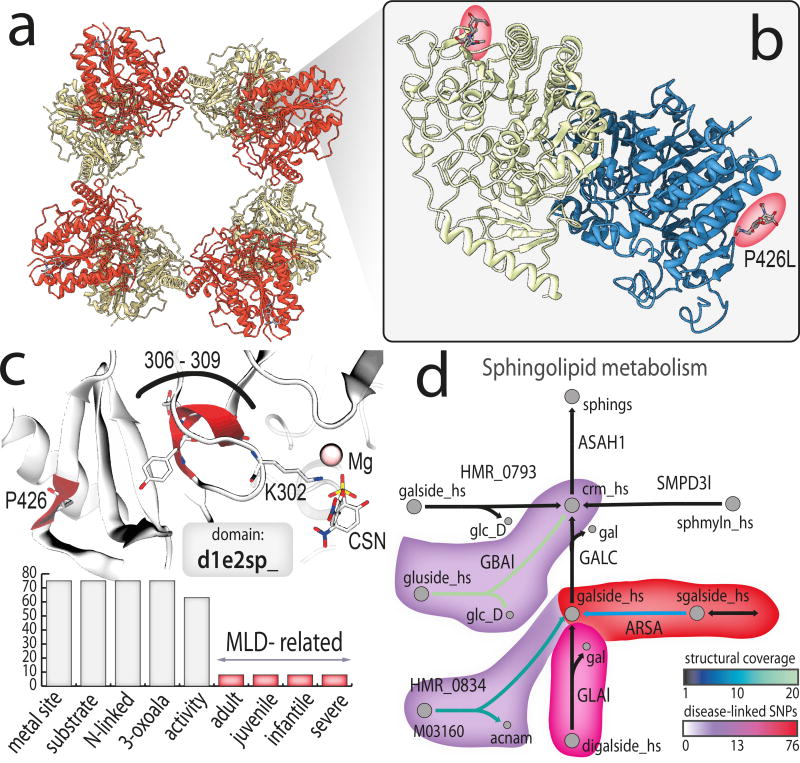 a
b
P426L
c
306 - 309
Mg
K302
P426
CSN
domain:
d1e2sp_
80
70
60
50
40
30
20
10
0
MLD- related
metal site
substrate
N-linked
3-oxoala
activity
adult
juvenile
infantile
severe
d
Sphingolipid metabolism
sphings
ASAH1
HMR_0793
SMPD3l
galside_hs
crm_hs
sphmyln_hs
glc_D
gal
GBAl
GALC
gluside_hs
glc_D
galside_hs
sgalside_hs
ARSA
gal
HMR_0834
GLAl
M03160
acnam
digalside_hs
structural coverage
1 10 20
disease-linked SNPs
0 13 76